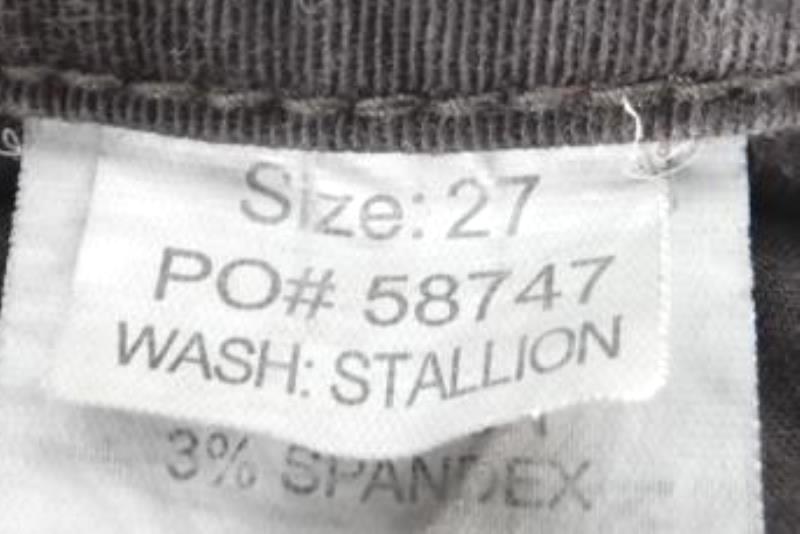 Size: 27
PO# 58747
WASH: STALLION
3% SPANDEX